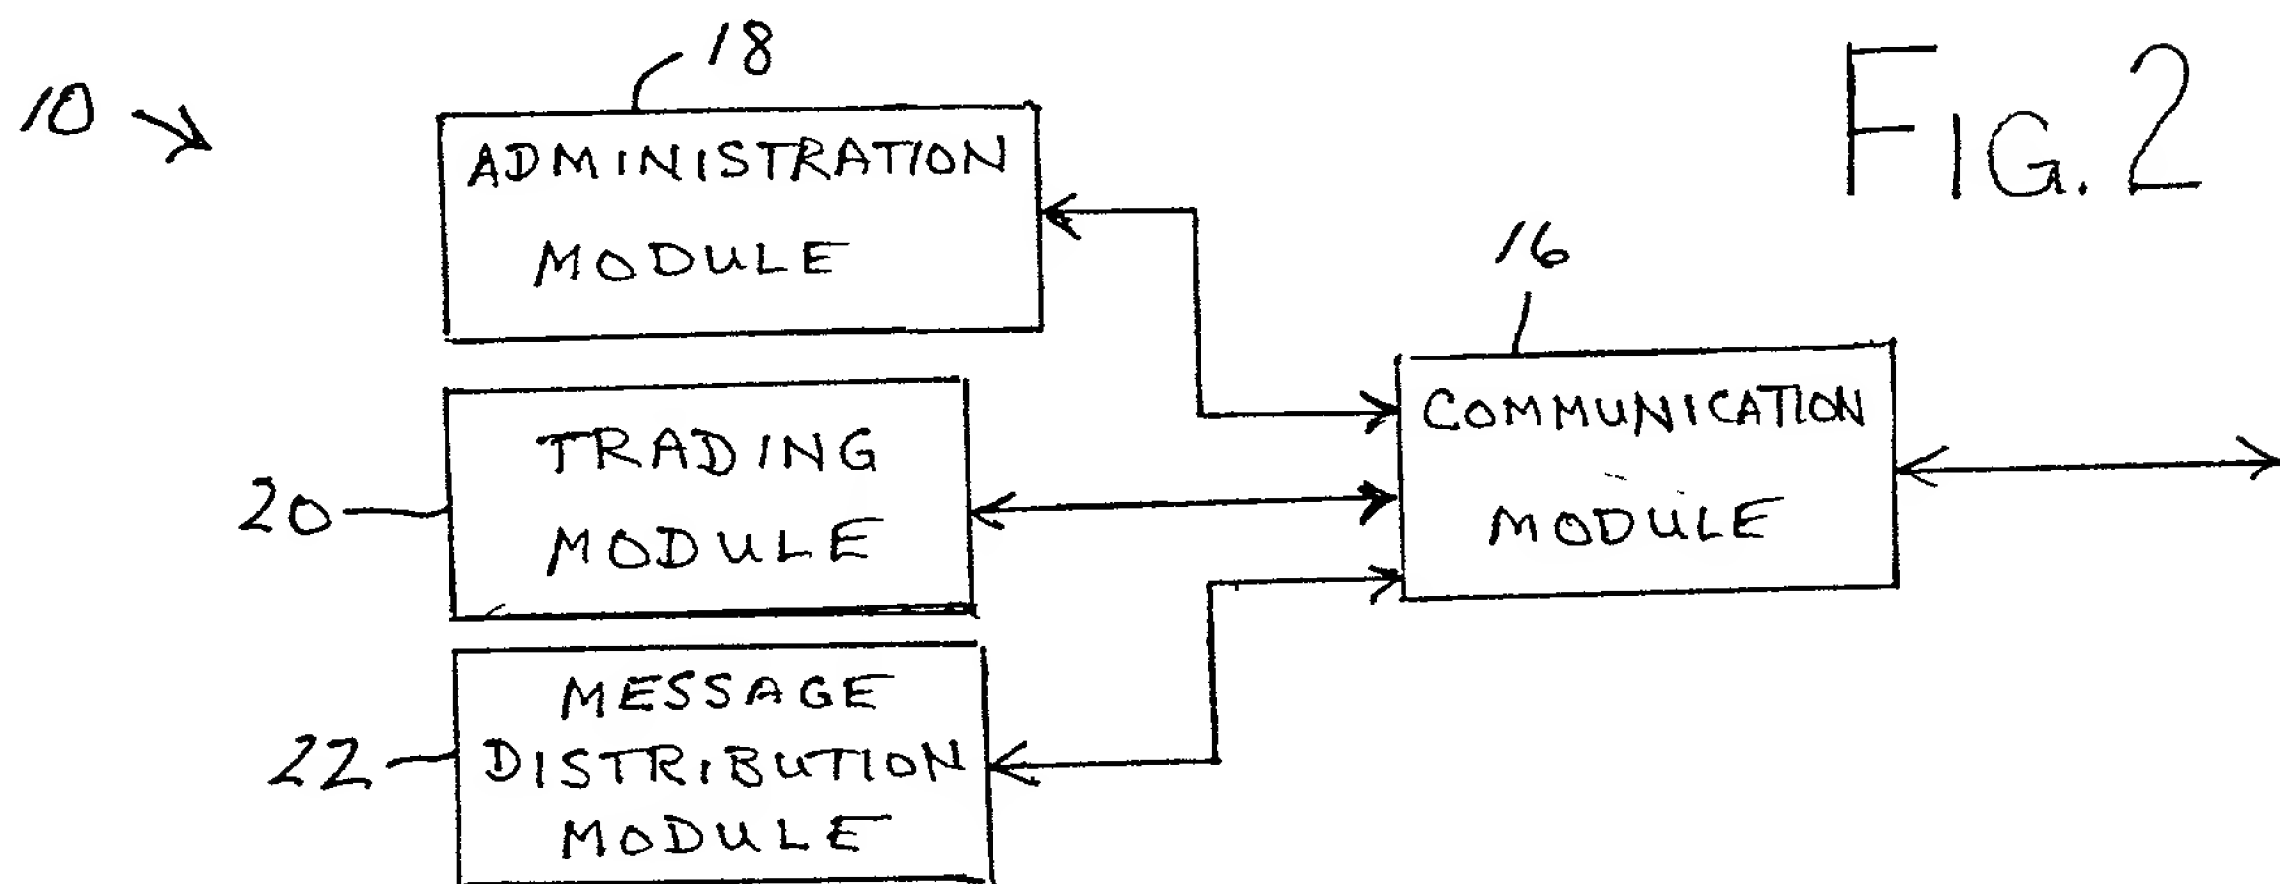 18
10
FIG. 2
ADMINISTRATION
MODULE
16
COMMUNICATION
MODULE
20
TRADING
MODULE
22
MESSAGE
DISTRIBUTION
MODULE